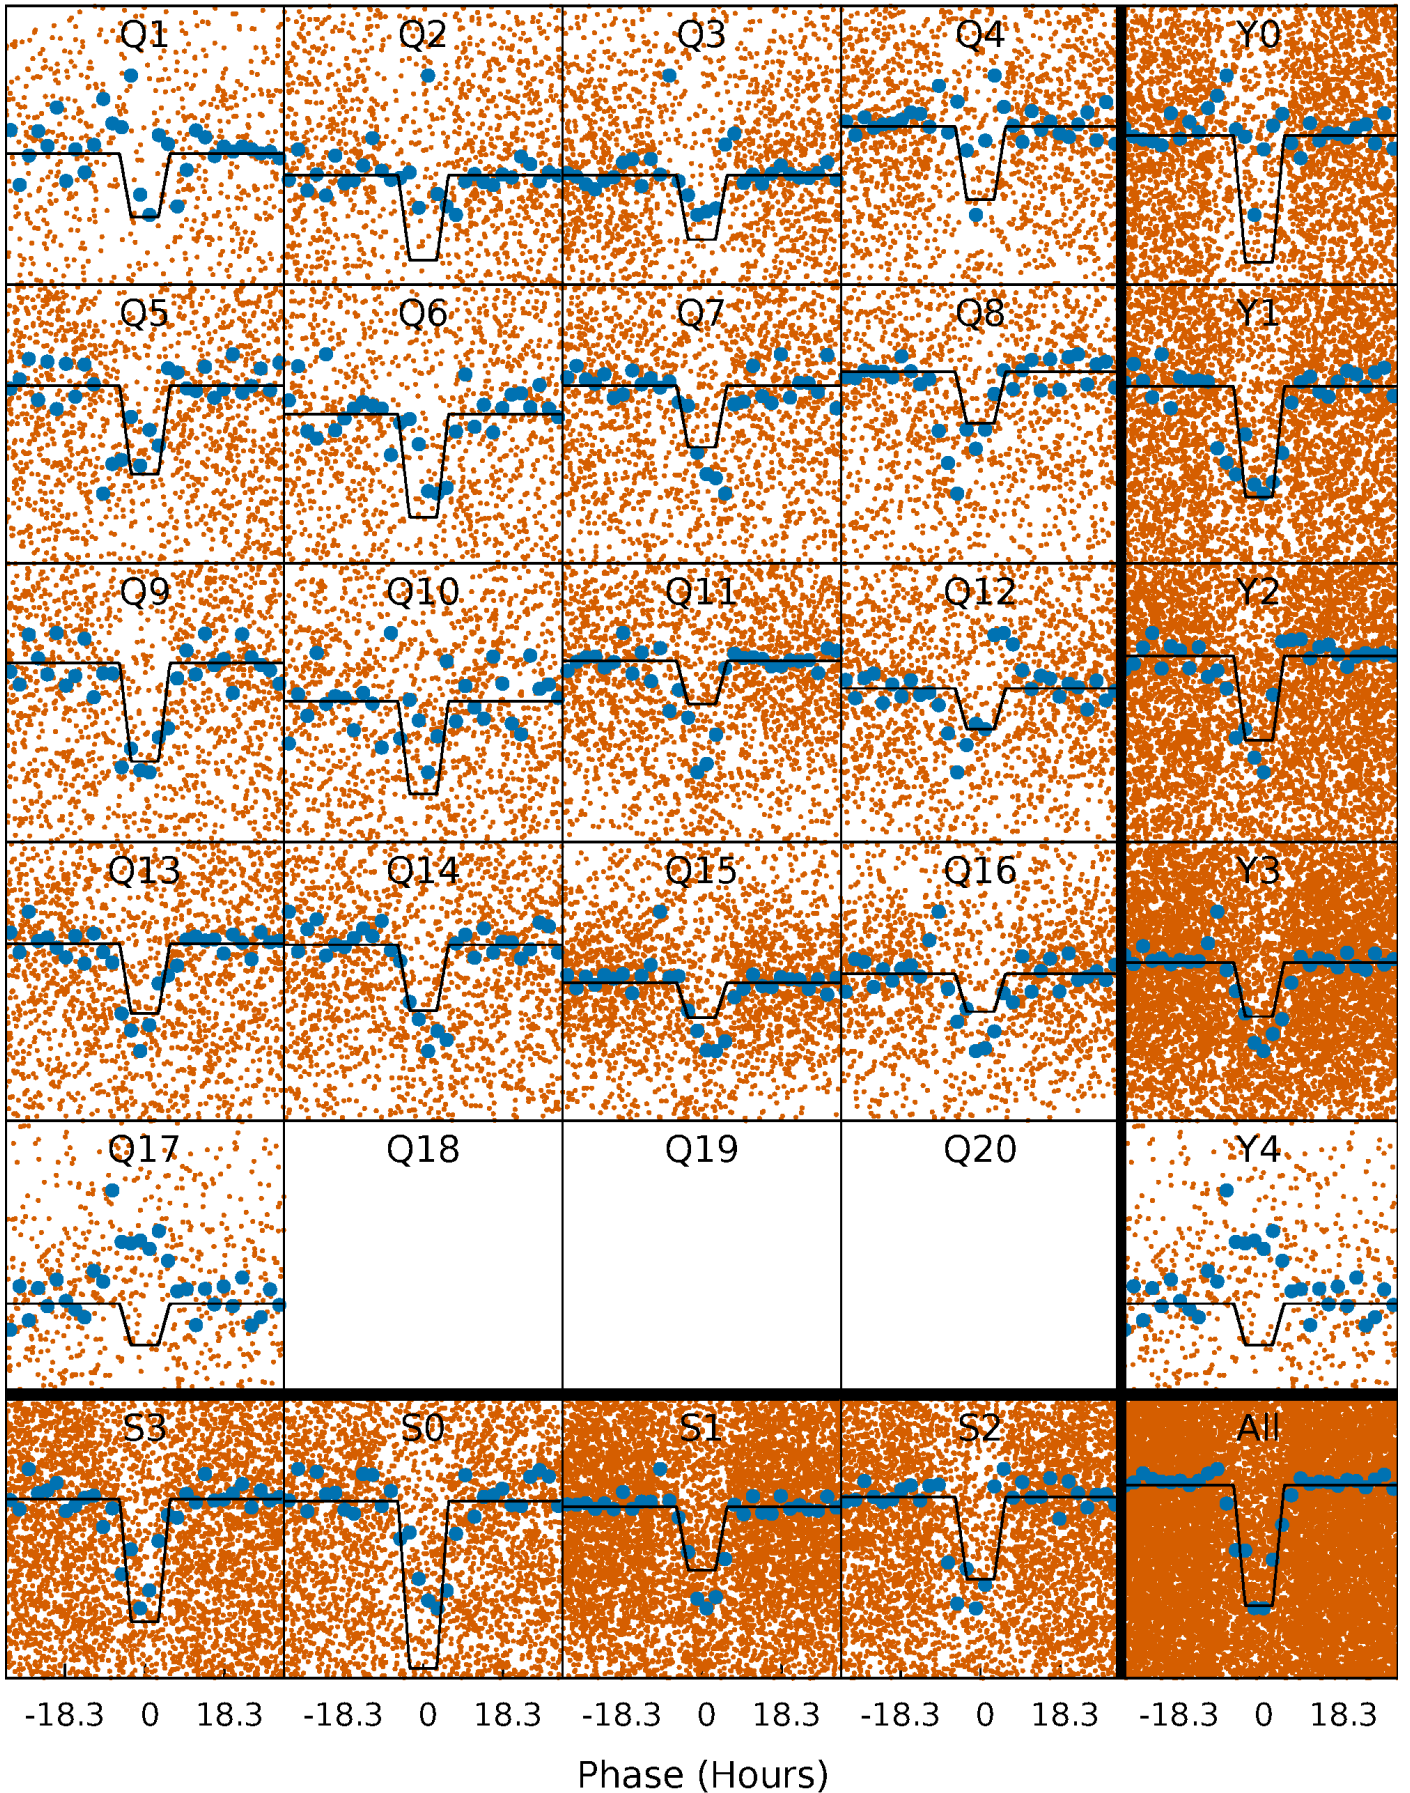 Q1 Q2 Q3 Q4 Y0
Q5 Q6 Q7 Q8 Y1
Q9 Q10 Q11 Q12 Y2
Q13 Q14 Q15 Q16 Y3
Q17 Q18 Q19 Q20 Y4
S3 S0 S1 S2 All
-18.3 0 18.3 -18.3 0 18.3 -18.3 0 18.3 -18.3 0 18.3 -18.3 0 18.3
Phase (Hours)